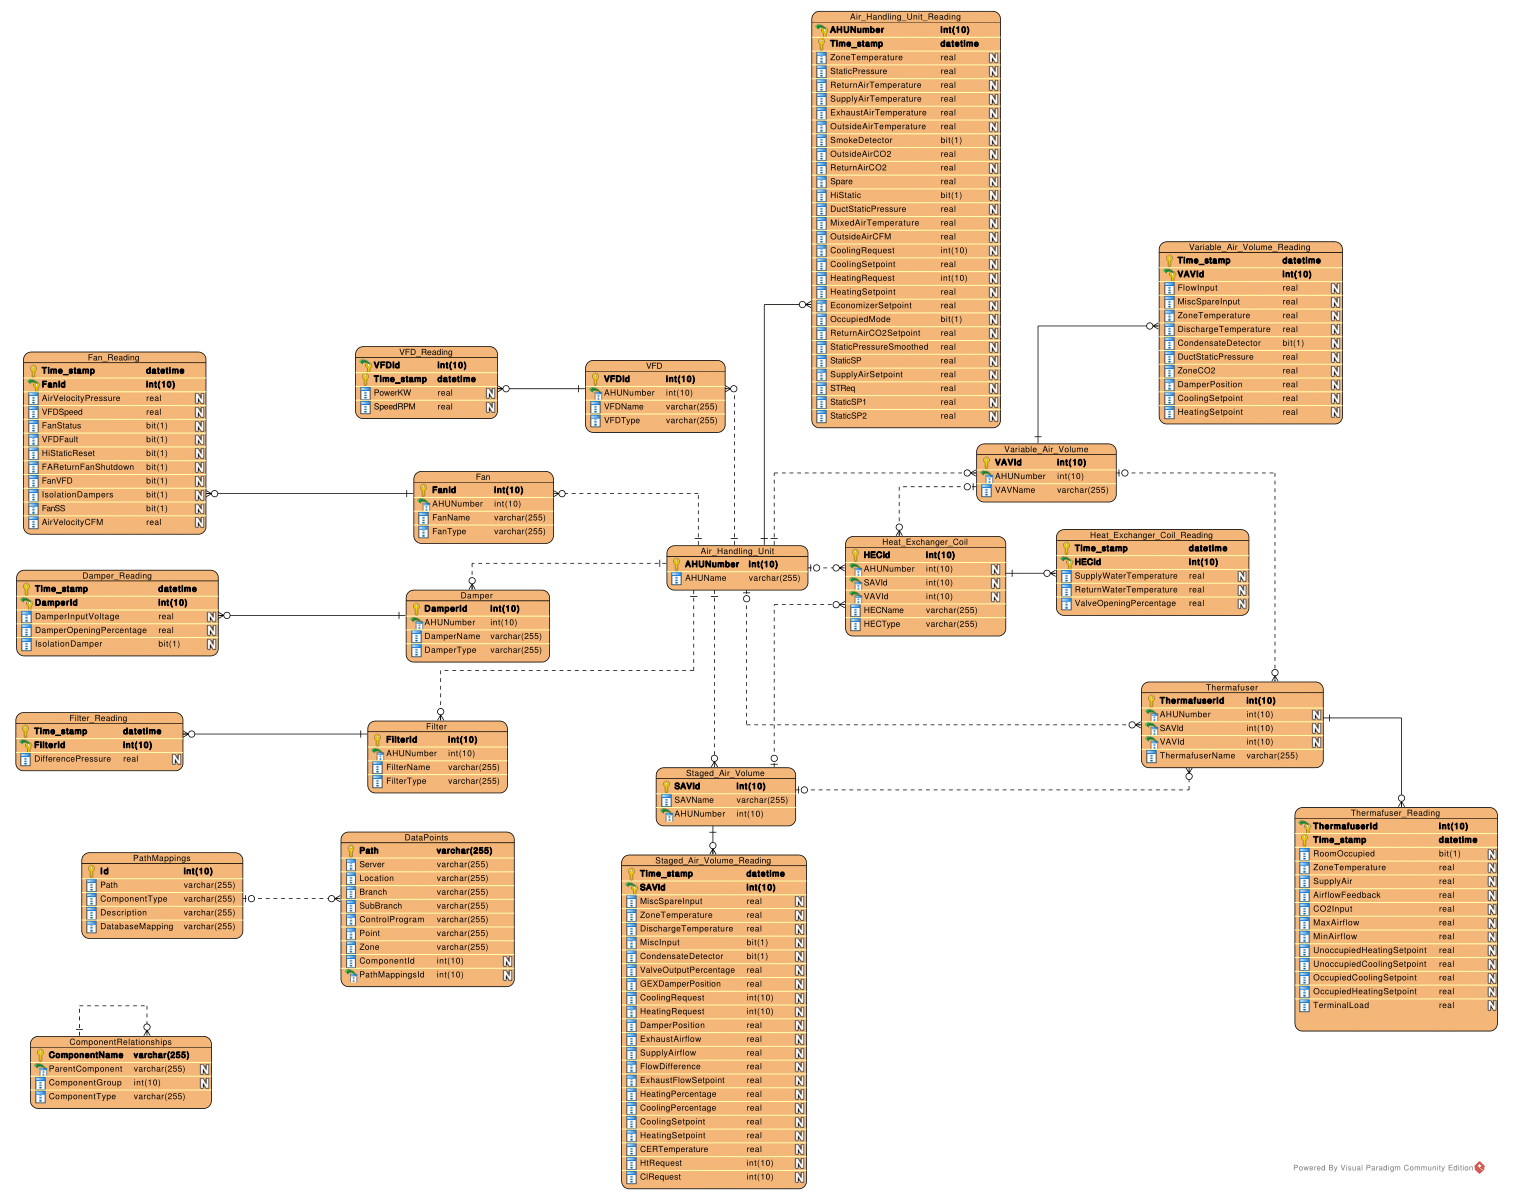 Air_Handling_Unit_Reading
AHUNumber int(10)
Time_stamp datetime
ZoneTemperature real N
StaticPressure real N
ReturnAirTemperature real N
SupplyAirTemperature real N
ExhaustAirTemperature real N
OutsideAirTemperature real N
SmokeDetector bit(1) N
OutsideAirCO2 real N
ReturnAirCO2 real N
Spare real N
HiStatic bit(1) N
DuctStaticPressure real N
MixedAirTemperature real N
OutsideAirCFM real N
CoolingRequest int(10) N
CoolingSetpoint real N
HeatingRequest int(10) N
HeatingSetpoint real N
EconomizerSetpoint real N
OccupiedMode bit(1) N
ReturnAirCO2Setpoint real N
StaticPressureSmoothed real N
StaticSP real N
SupplyAirSetpoint real N
STReq real N
StaticSP1 real N
StaticSP2 real N
Variable_Air_Volume_Reading
Time_stamp datetime
VAVId int(10)
FlowInput real N
MiscSpareInput real N
ZoneTemperature real N
DischargeTemperature real N
CondensateDetector bit(1) N
DuctStaticPressure real N
ZoneCO2 real N
DamperPosition real N
CoolingSetpoint real N
HeatingSetpoint real N
Fan_Reading
Time_stamp datetime
FanId int(10)
AirVelocityPressure real N
VFDSpeed real N
FanStatus bit(1) N
VFDFault bit(1) N
HiStaticReset bit(1) N
FAReturnFanShutdown bit(1) N
FanVFD bit(1) N
IsolationDampers bit(1) N
FanSS bit(1) N
AirVelocityCFM real N
VFD_Reading
VFDId int(10)
Time_stamp datetime
PowerKW real N
SpeedRPM real N
VFD
VFDId int(10)
AHUNumber int(10)
VFDName varchar(255)
VFDType varchar(255)
Variable_Air_Volume
VAVId int(10)
AHUNumber int(10)
VAVName varchar(255)
Fan
FanId int(10)
AHUNumber int(10)
FanName varchar(255)
FanType varchar(255)
Air_Handling_Unit
AHUNumber int(10)
AHUName varchar(255)
Heat_Exchanger_Coil
HECId int(10)
AHUNumber int(10) N
SAVId int(10) N
VAVId int(10) N
HECName varchar(255)
HECType varchar(255)
Heat_Exchanger_Coil_Reading
Time_stamp datetime
HECId int(10)
SupplyWaterTemperature real N
ReturnWaterTemperature real N
ValveOpeningPercentage real N
Damper_Reading
Time_stamp datetime
DamperId int(10)
DamperInputVoltage real N
DamperOpeningPercentage real N
IsolationDamper bit(1) N
Damper
DamperId int(10)
AHUNumber int(10)
DamperName varchar(255)
DamperType varchar(255)
Thermafuser
ThermafuserId int(10)
AHUNumber int(10) N
SAVId int(10) N
VAVId int(10) N
ThermafuserName varchar(255)
Filter_Reading
Time_stamp datetime
FilterId int(10)
DifferencePressure real N
Filter
FilterId int(10)
AHUNumber int(10)
FilterName varchar(255)
FilterType varchar(255)
Staged_Air_Volume
SAVId int(10)
SAVName varchar(255)
AHUNumber int(10)
Thermafuser_Reading
ThermafuserId int(10)
Time_stamp datetime
RoomOccupied bit(1) N
ZoneTemperature real N
SupplyAir real N
AirflowFeedback real N
CO2Input real N
MaxAirflow real N
MinAirflow real N
UnoccupiedHeatingSetpoint real N
UnoccupiedCoolingSetpoint real N
OccupiedCoolingSetpoint real N
OccupiedHeatingSetpoint real N
TerminalLoad real N
DataPoints
Path varchar(255)
Server varchar(255)
Location varchar(255)
Branch varchar(255)
SubBranch varchar(255)
ControlProgram varchar(255)
Point varchar(255)
Zone varchar(255)
ComponentId int(10) N
PathMappingsId int(10) N
PathMappings
Id int(10)
Path varchar(255)
ComponentType varchar(255)
Description varchar(255)
DatabaseMapping varchar(255)
Staged_Air_Volume_Reading
Time_stamp datetime
SAVId int(10)
MiscSpareInput real N
ZoneTemperature real N
DischargeTemperature real N
MiscInput bit(1) N
CondensateDetector bit(1) N
ValveOutputPercentage real N
GEXDamperPosition real N
CoolingRequest int(10) N
HeatingRequest int(10) N
DamperPosition real N
ExhaustAirflow real N
SupplyAirflow real N
FlowDifference real N
ExhaustFlowSetpoint real N
HeatingPercentage real N
CoolingPercentage real N
CoolingSetpoint real N
HeatingSetpoint real N
CERTemperature real N
HtRequest int(10) N
ClRequest int(10) N
ComponentRelationships
ComponentName varchar(255)
ParentComponent varchar(255) N
ComponentGroup int(10) N
ComponentType varchar(255)
Powered By Visual Paradigm Community Edition